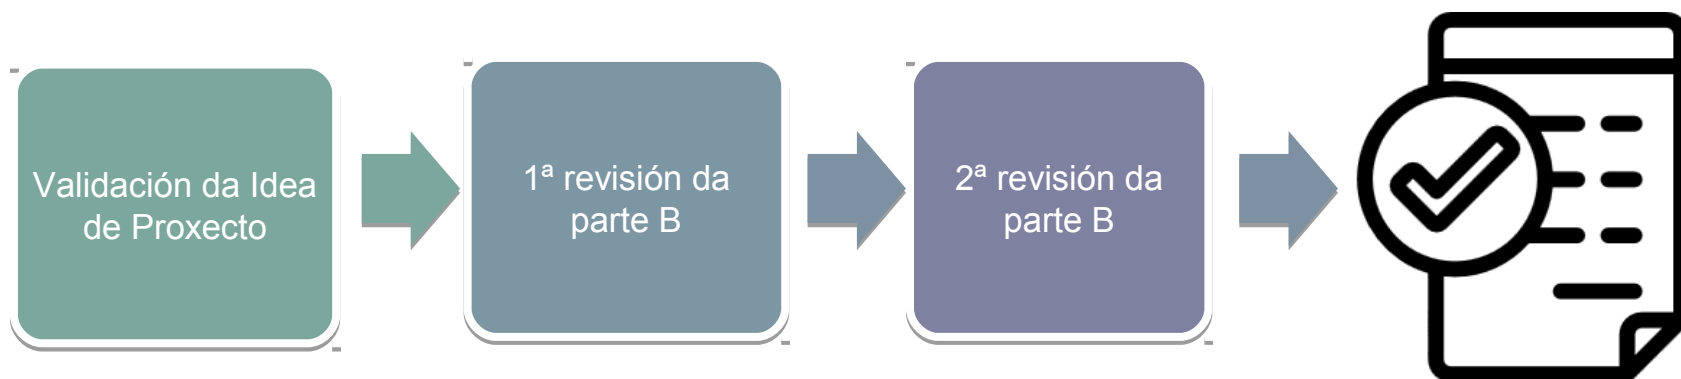 Validación da Idea
de Proxecto
1ª revisión da
parte B
2ª revisión da
parte B